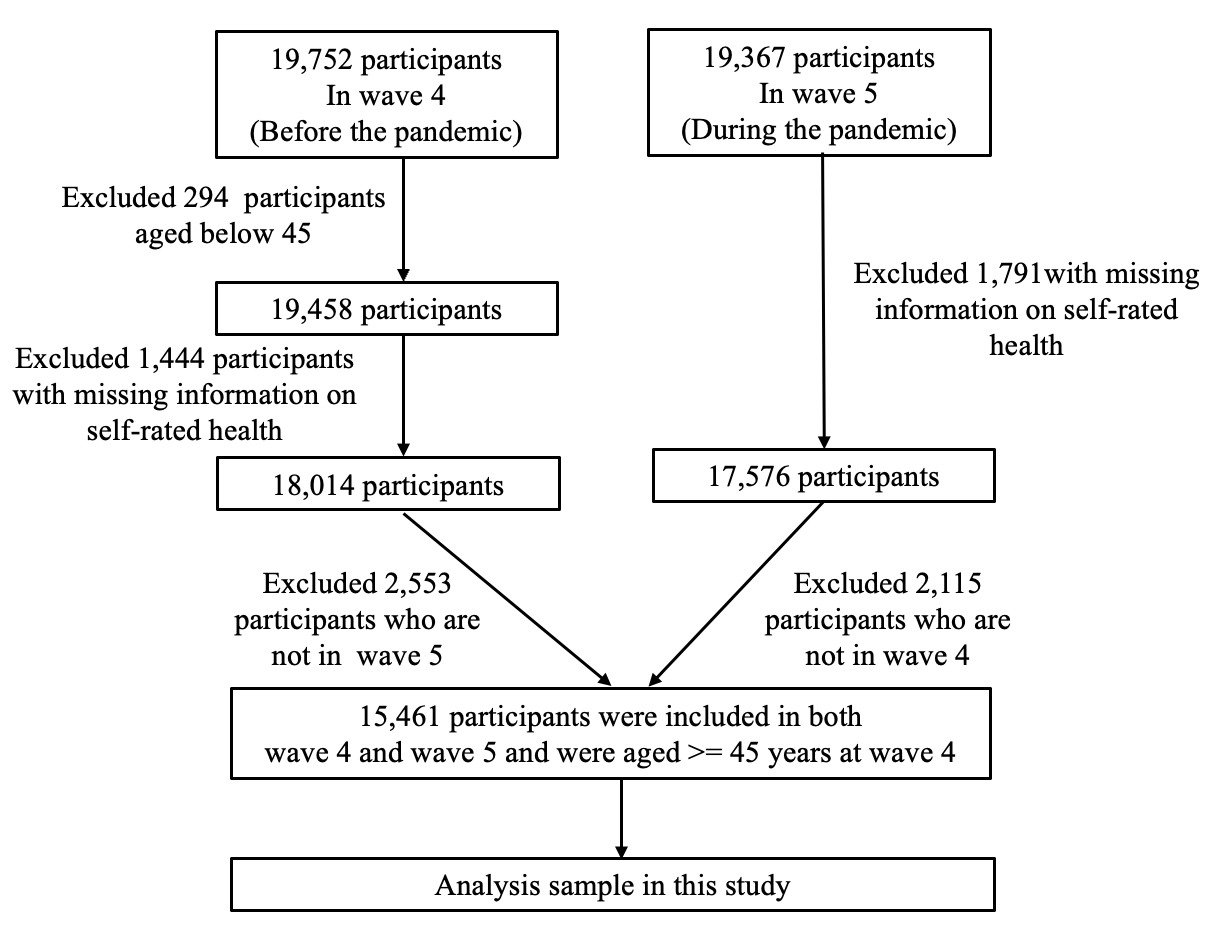 19,752 participants
In wave 4
(Before the pandemic)
19,367 participants
In wave 5
(During the pandemic)
Excluded 294  participants
aged below 45
Excluded 1,791with missing
information on self-rated
health
19,458 participants
Excluded 1,444 participants
with missing information on
self-rated health
18,014 participants
17,576 participants
Excluded 2,553
participants who are
not in  wave 5
Excluded 2,115
participants who are
not in wave 4
15,461 participants were included in both
wave 4 and wave 5 and were aged >= 45 years at wave 4
Analysis sample in this study